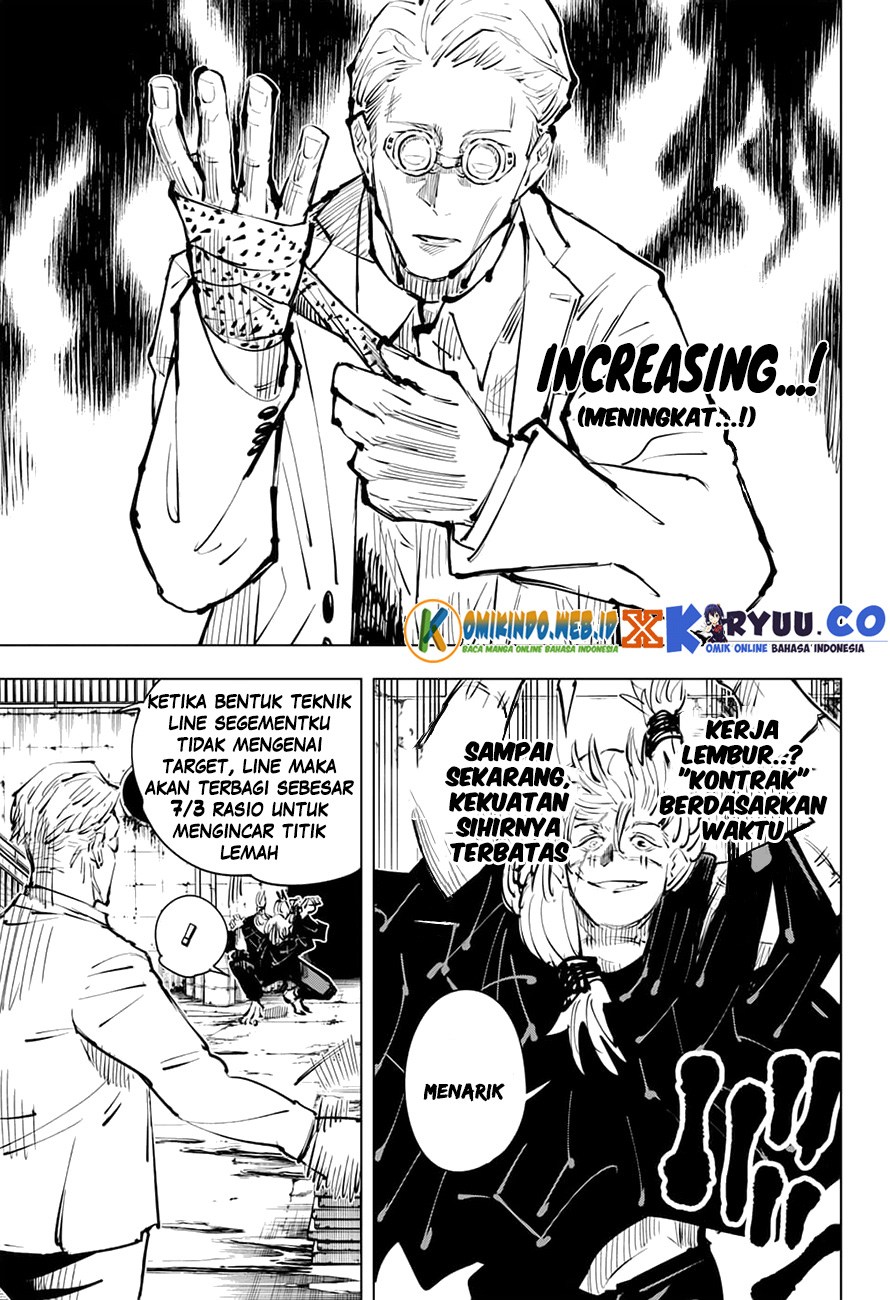 INCREASING....!
(MENINGKAT...!)
KOMIKINDO.WEB.ID
BACA MANGA ONLINE BAHASA INDONESIA
X
KIRYUU.CO
OMIK ONLINE BAHASA INDONESIA
KERJA
LEMBUR..?
"KONTRAK"
BERDASARKAN
WAKTU.
SAMPAI
SEKARANG,
KEKUATAN
SIHIRNYA
TERBATAS
MENARIK
KETIKA BENTUK TEKNIK
LINE SEGEMENTKU
TIDAK MENGENAI
TARGET, LINE MAKA
AKAN TERBAGI SEBESAR
7/3 RASIO UNTUK
MENGINCAR TITIK
LEMAH
!